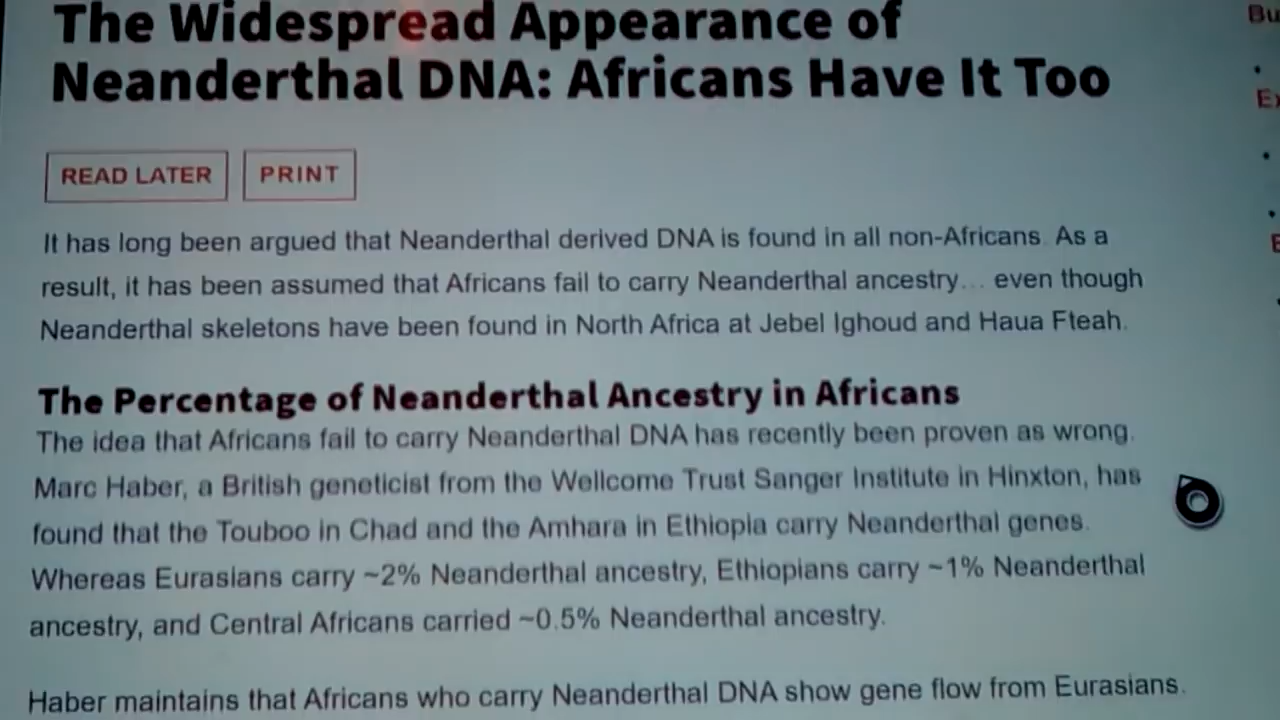 The Widespread Appearance of
Neanderthal DNA: Africans Have It Too
READ LATER PRINT
It has long been argued that Neanderthal derived DNA is found in all non-Africans. As a
result, it has been assumed that Africans fail to carry Neanderthal ancestry… even though
Neanderthal skeletons have been found in North Africa at Jebel Ighoud and Haua Fteah.
The Percentage of Neanderthal Ancestry in Africans
The idea that Africans fail to carry Neanderthal DNA has recently been proven as wrong.
Marc Haber, a British geneticist from the Wellcome Trust Sanger Institute in Hinxton, has
found that the Touboo in Chad and the Amhara in Ethiopia carry Neanderthal genes.
Whereas Eurasians carry ~2% Neanderthal ancestry, Ethiopians carry ~1% Neanderthal
ancestry, and Central Africans carried ~0.5% Neanderthal ancestry.
Haber maintains that Africans who carry Neanderthal DNA show gene flow from Eurasians.